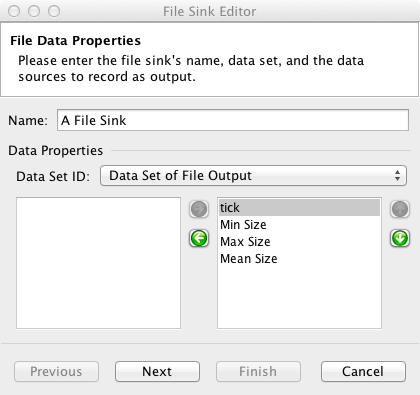 File Sink Editor
File Data Properties
Please enter the file sink's name, data set, and the data
sources to record as output.
Name: A File Sink
Data Properties
Data Set ID: Data Set of File Output
tick
Min Size
Max Size
Mean Size
Previous Next Finish Cancel